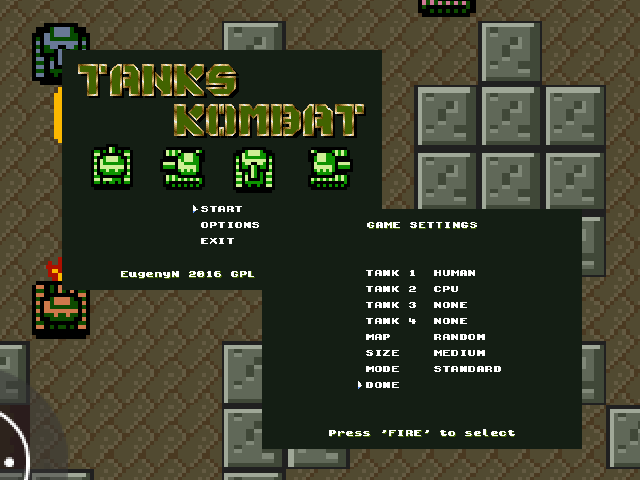 TANKS
KOMBAT
START
OPTIONS
EXIT
EugenyN 2016 GPL
GAME SETTINGS
TANK 1 HUMAN
TANK 2 CPU
TANK 3 NONE
TANK 4 NONE
MAP RANDOM
SIZE MEDIUM
MODE STANDARD
DONE
Press 'FIRE' to select